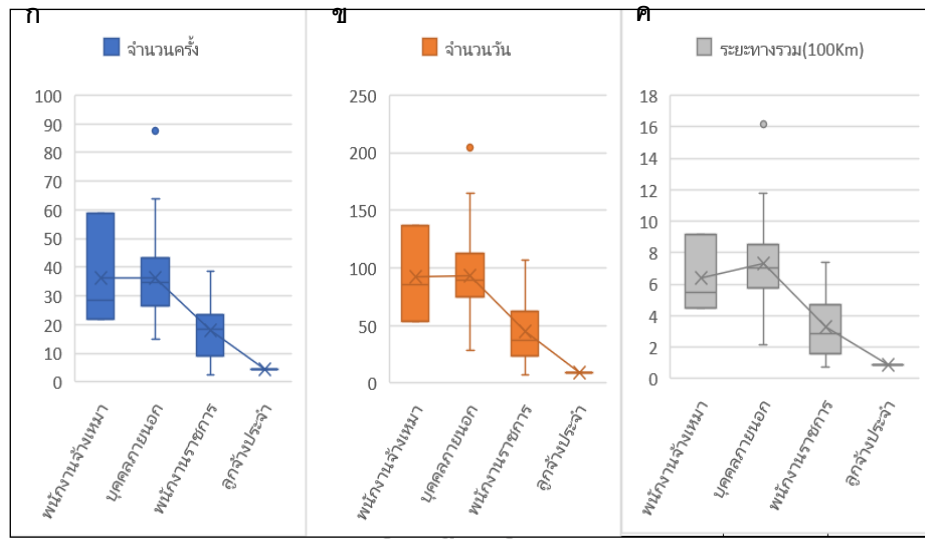 ก
จำนวนครั้ง
100
90
80
70
60
50
40
30
20
10
0
พนักงานจ้างเหมา
บุคคลภายนอก
พนักงานราชการ
ลูกจ้างประจำ
ข
จำนวนวัน
250
200
150
100
50
0
พนักงานจ้างเหมา
บุคคลภายนอก
พนักงานราชการ
ลูกจ้างประจำ
ค
ระยะทางรวม(100Km)
18
16
14
12
10
8
6
4
2
0
พนักงานจ้างเหมา
บุคคลภายนอก
พนักงานราชการ
ลูกจ้างประจำ